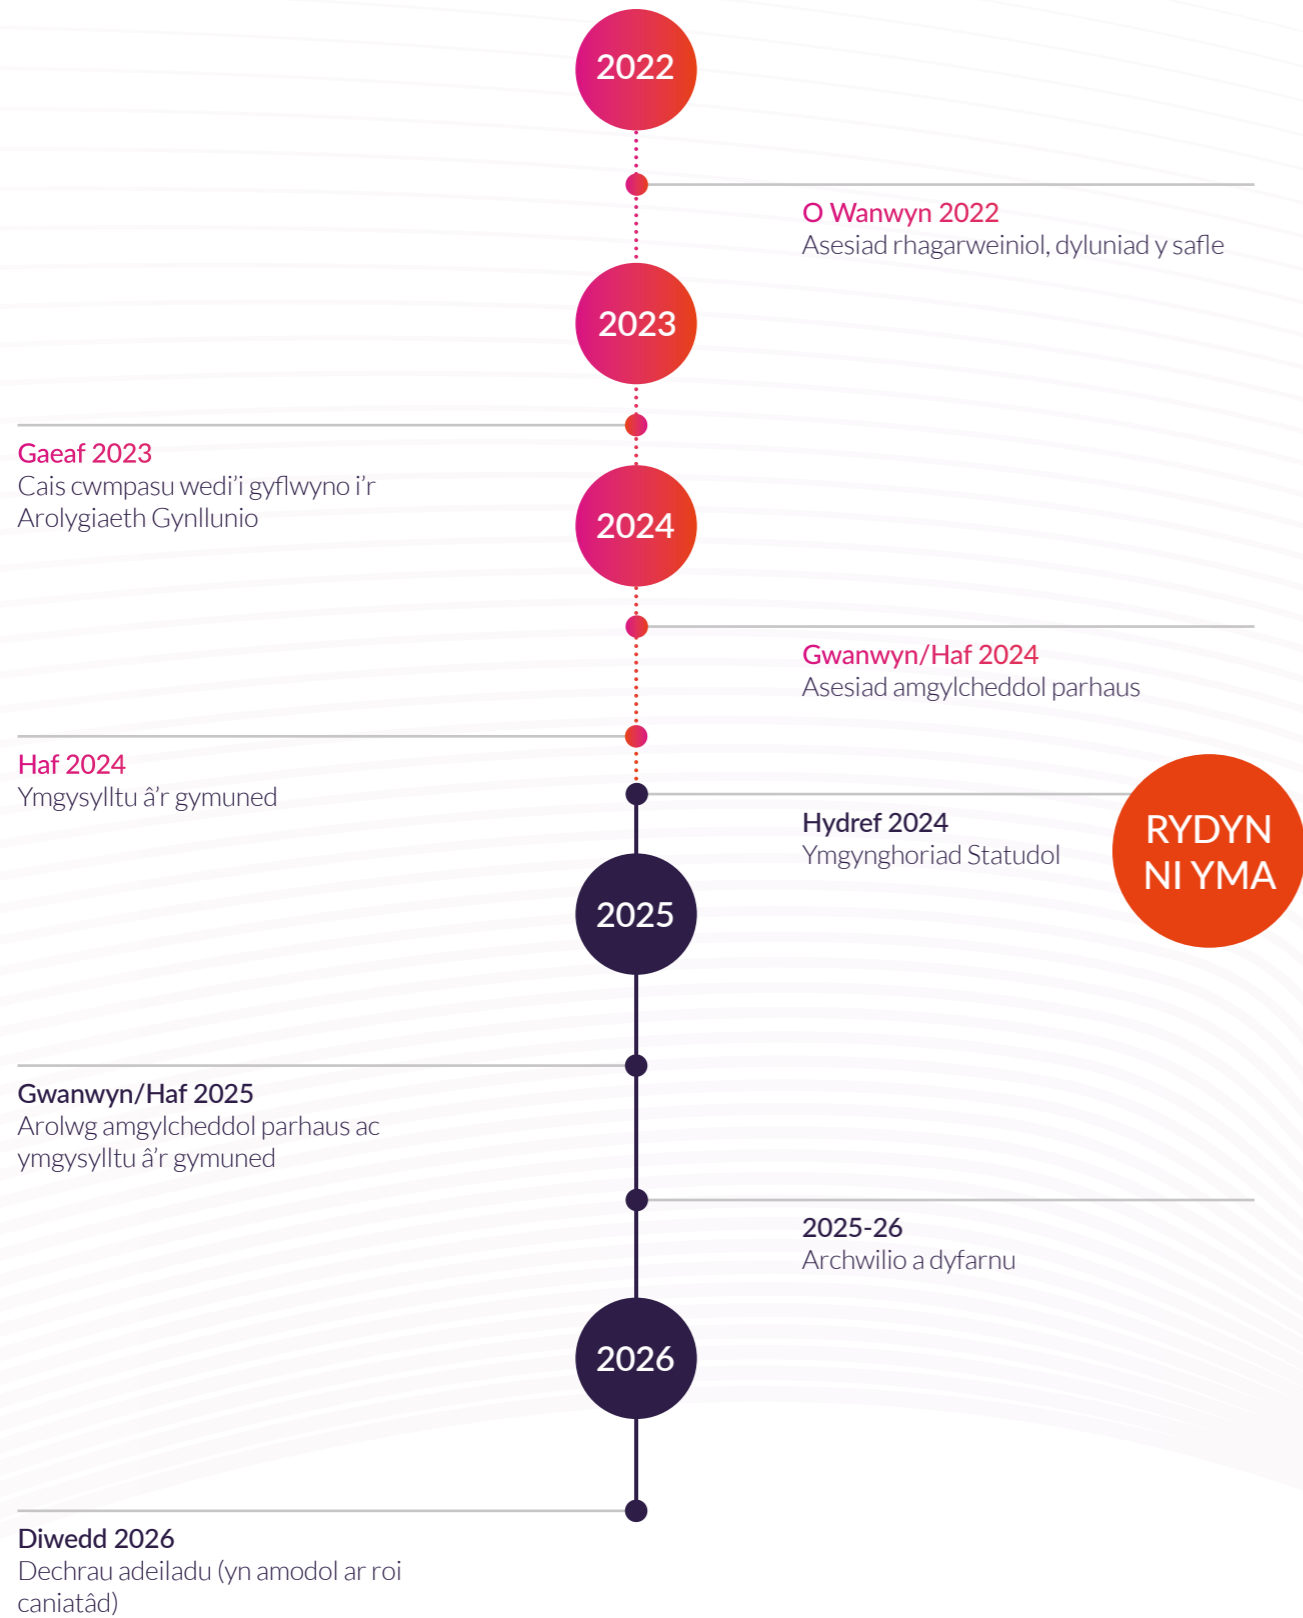 2022
O Wanwyn 2022
Asesiad rhagarweiniol, dyluniad y safle
2023
Gaeaf 2023
Cais cwmpasu wedi’i gyflwyno i’r
Arolygiaeth Gynllunio
2024
Gwanwyn/Haf 2024
Asesiad amgylcheddol parhaus
Haf 2024
Ymgysylltu â’r gymuned
Hydref 2024
Ymgynghoriad Statudol
RYDYN
NI YMA
2025
Gwanwyn/Haf 2025
Arolwg amgylcheddol parhaus ac
ymgysylltu â’r gymuned
2025-26
Archwilio a dyfarnu
2026
Diwedd 2026
Dechrau adeiladu (yn amodol ar roi
caniatâd)